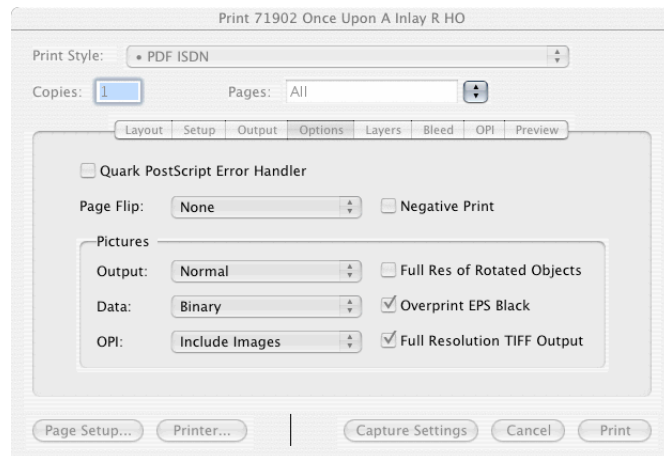 Print 71902 Once Upon A Inlay R HO
Print Style: • PDF ISDN
Copies: 1 Pages: All
Layout Setup Output Options Layers Bleed OPI Preview
Quark PostScript Error Handler
Page Flip: None Negative Print
Pictures
Output: Normal Full Res of Rotated Objects
Data: Binary Overprint EPS Black
OPI: Include Images Full Resolution TIFF Output
Page Setup... Printer... Capture Settings Cancel Print